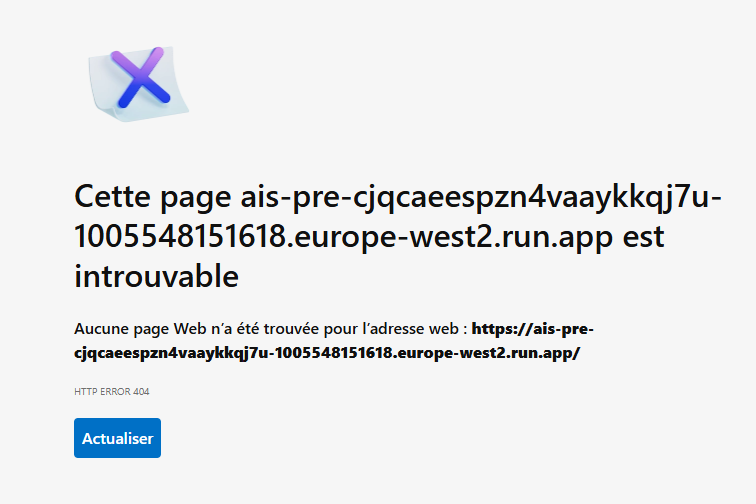 Cette page ais-pre-cjqcaeespzn4vaaykkqj7u-
1005548151618.europe-west2.run.app est
introuvable
Aucune page Web n’a été trouvée pour l’adresse web : https://ais-pre-
cjqcaeespzn4vaaykkqj7u-1005548151618.europe-west2.run.app/
HTTP ERROR 404
Actualiser